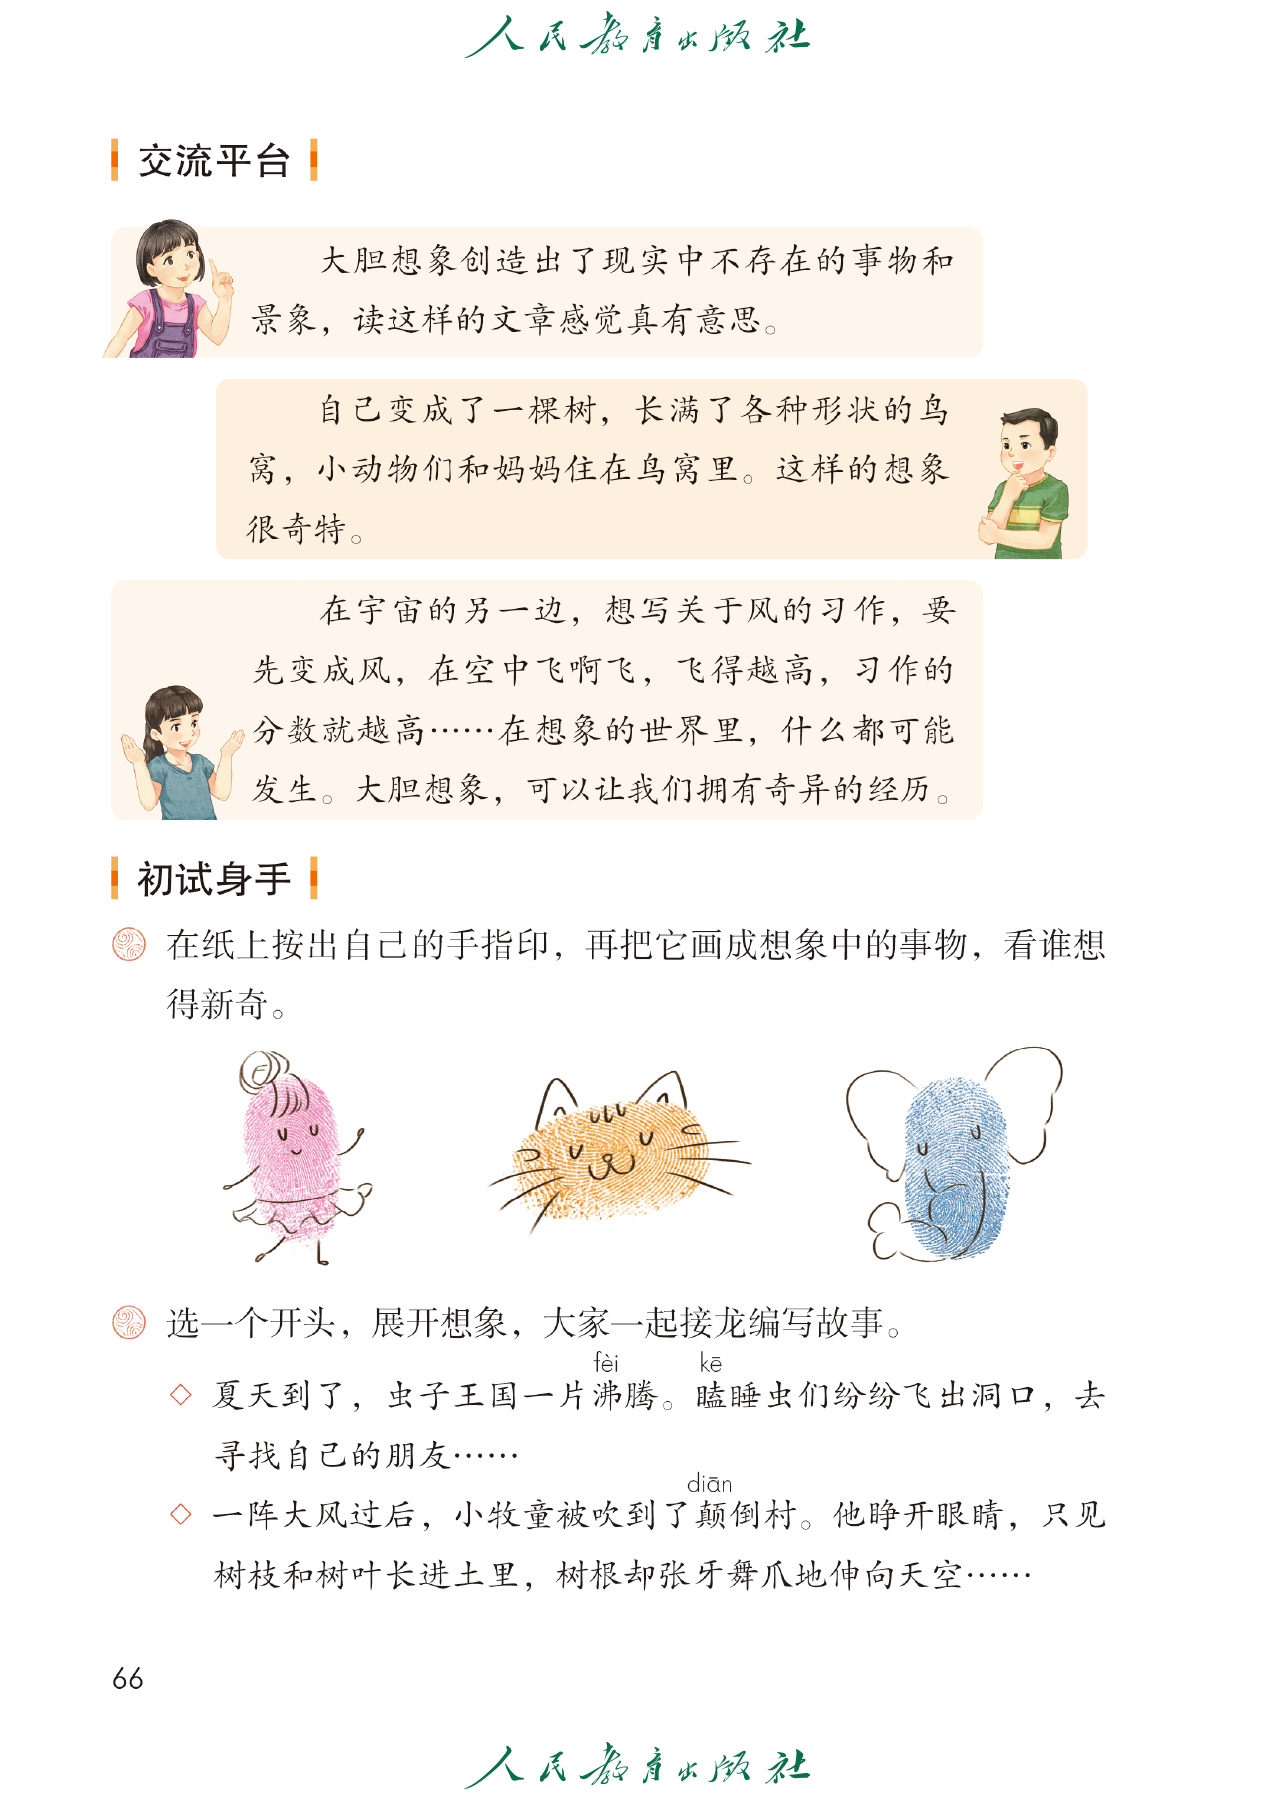 人民教育出版社
交流平台
大胆想象创造出了现实中不存在的事物和
景象，读这样的文章感觉真有意思。
自己变成了一棵树，长满了各种形状的鸟
窝，小动物们和妈妈住在鸟窝里。这样的想象
很奇特。
在宇宙的另一边，想写关于风的习作，要
先变成风，在空中飞啊飞，飞得越高，习作的
分数就越高……在想象的世界里，什么都可能
发生。大胆想象，可以让我们拥有奇异的经历。
初试身手
在纸上按出自己的手指印，再把它画成想象中的事物，看谁想
得新奇。
选一个开头，展开想象，大家一起接龙编写故事。
fèi kē
夏天到了，虫子王国一片沸腾。瞌睡虫们纷纷飞出洞口，去
寻找自己的朋友……
diān
一阵大风过后，小牧童被吹到了颠倒村。他睁开眼睛，只见
树枝和树叶长进土里，树根却张牙舞爪地伸向天空……
66
人民教育出版社